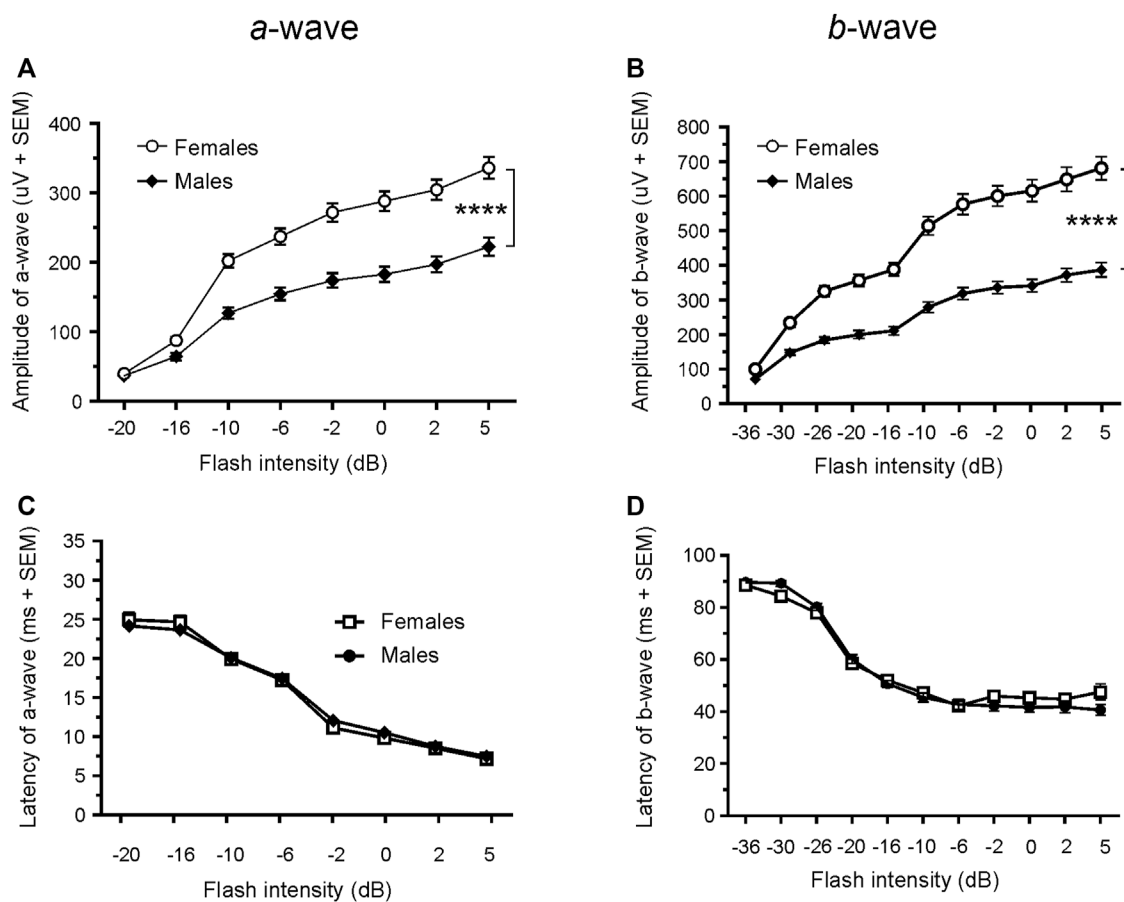 a-wave
b-wave
A
B
Amplitude of a-wave (uV + SEM)
400
300
200
100
0
Females
Males
****
-20 -16 -10 -6 -2 0 2 5
Flash intensity (dB)
Amplitude of b-wave (uV + SEM)
800
700
600
500
400
300
200
100
0
Females
Males
****
-36 -30 -26 -20 -16 -10 -6 -2 0 2 5
Flash intensity (dB)
C
D
Latency of a-wave (ms + SEM)
35
30
25
20
15
10
5
0
Females
Males
-20 -16 -10 -6 -2 0 2 5
Flash intensity (dB)
Latency of b-wave (ms + SEM)
100
80
60
40
20
0
-36 -30 -26 -20 -16 -10 -6 -2 0 2 5
Flash intensity (dB)